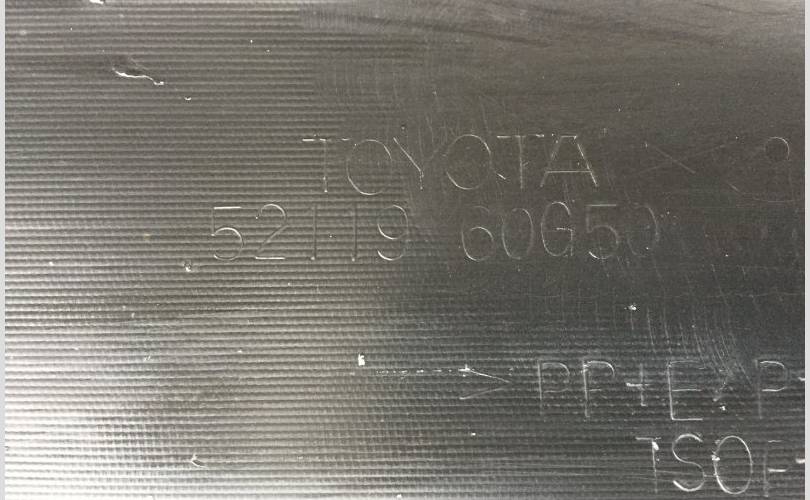 TOYOTA
52119 60G50
>PP+E/P
TSOP